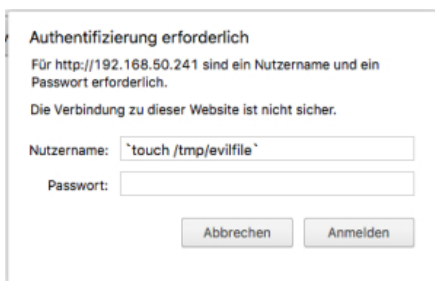 Authentifizierung erforderlich
Für http://192.168.50.241 sind ein Nutzername und ein
Passwort erforderlich.
Die Verbindung zu dieser Website ist nicht sicher.
Nutzername: `touch /tmp/evilfile`
Passwort:
Abbrechen Anmelden